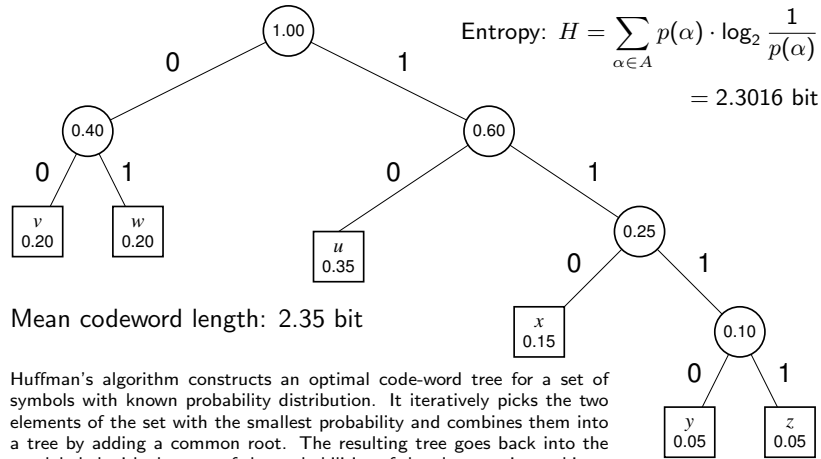 1.00
Entropy: H = ∑ p(α) · log₂ 1/p(α)
α∈A
= 2.3016 bit
0 1
0.40 0.60
0 1 0 1
v w u 0.25
0.20 0.20 0.35
0 1
Mean codeword length: 2.35 bit
x 0.10
0.15
0 1
y z
0.05 0.05
Huffman's algorithm constructs an optimal code-word tree for a set of
symbols with known probability distribution. It iteratively picks the two
elements of the set with the smallest probability and combines them into
a tree by adding a common root. The resulting tree goes back into the